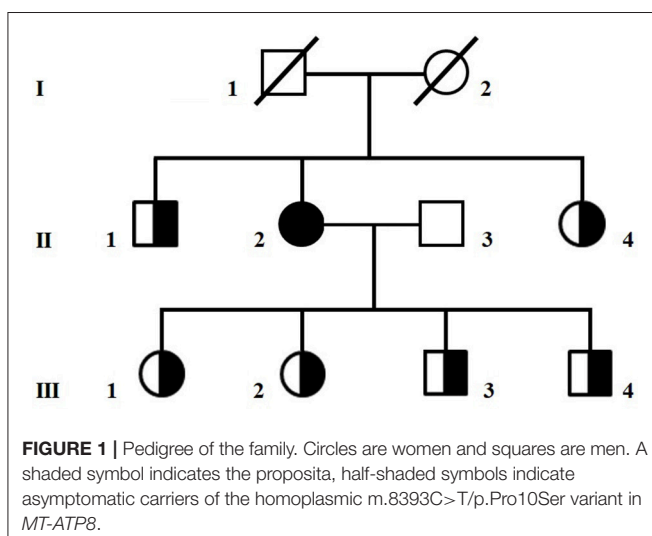 I 1 2
II 1 2 3 4
III 1 2 3 4
FIGURE 1 | Pedigree of the family. Circles are women and squares are men. A
shaded symbol indicates the proposita, half-shaded symbols indicate
asymptomatic carriers of the homoplasmic m.8393C>T/p.Pro10Ser variant in
MT-ATP8.